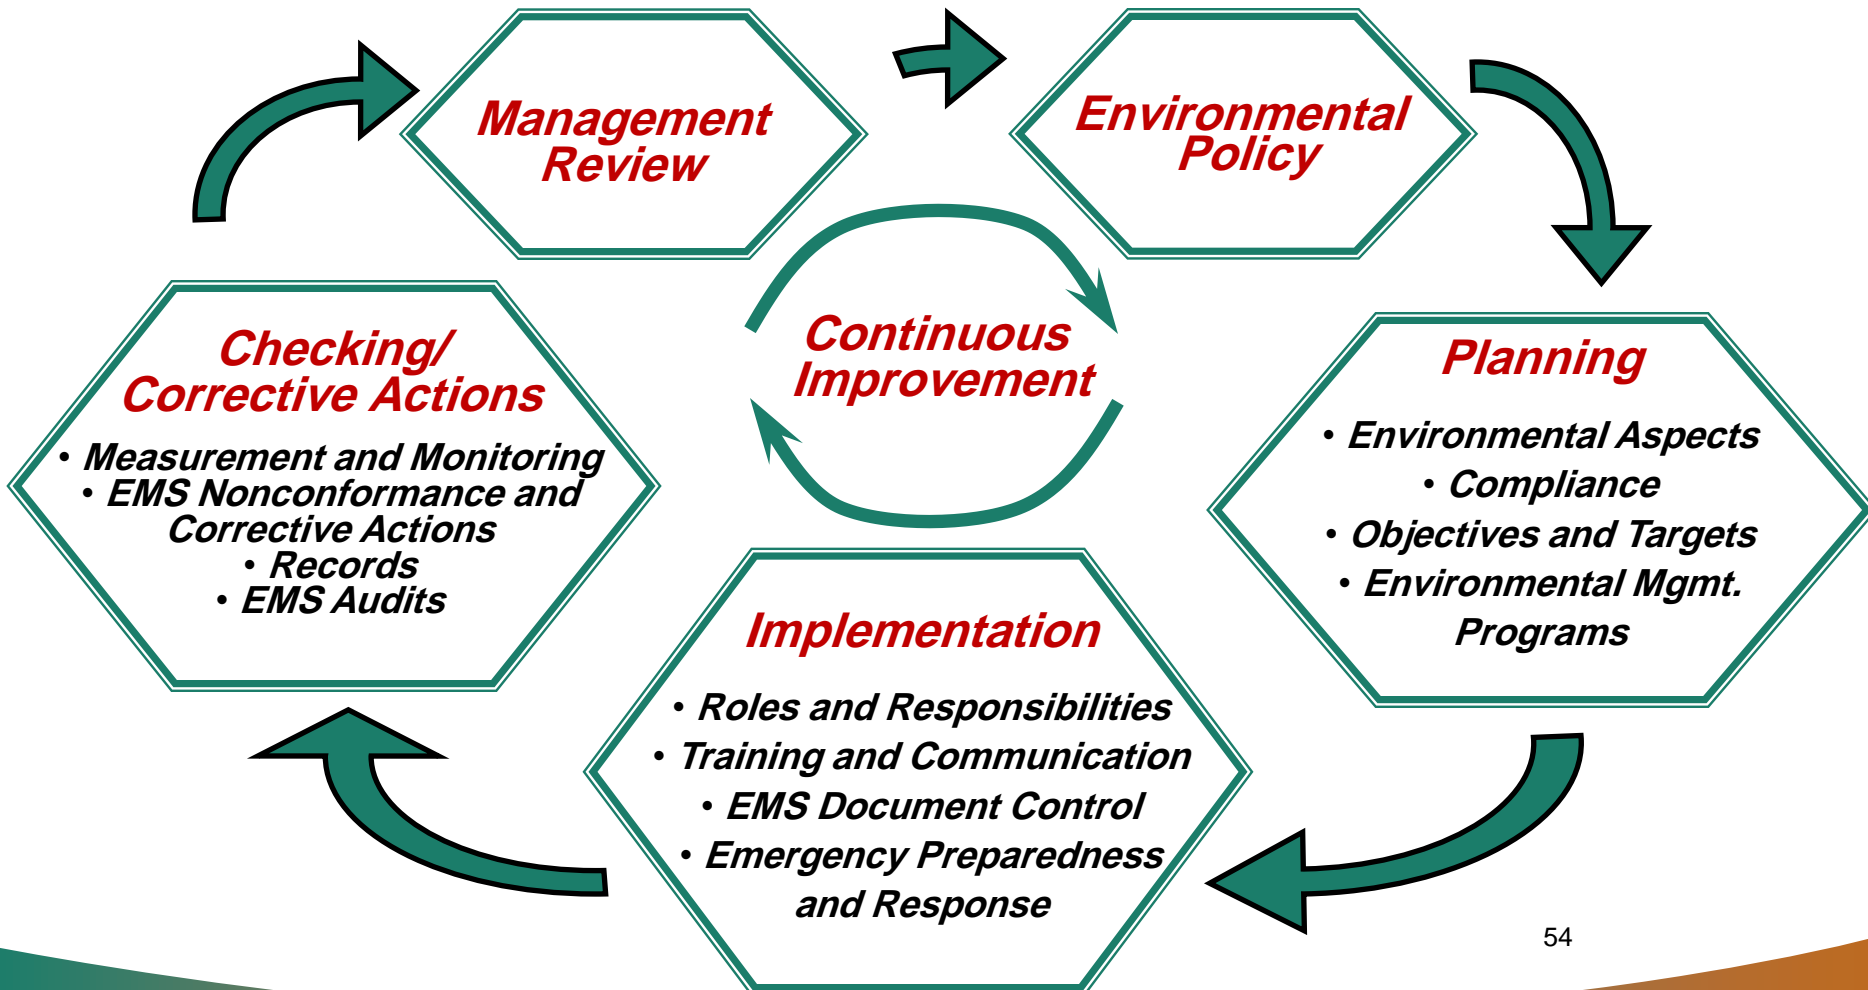 Management
Review
Environmental
Policy
Continuous
Improvement
Checking/
Corrective Actions
• Measurement and Monitoring
• EMS Nonconformance and
Corrective Actions
• Records
• EMS Audits
Planning
• Environmental Aspects
• Compliance
• Objectives and Targets
• Environmental Mgmt.
Programs
Implementation
• Roles and Responsibilities
• Training and Communication
• EMS Document Control
• Emergency Preparedness
and Response
54